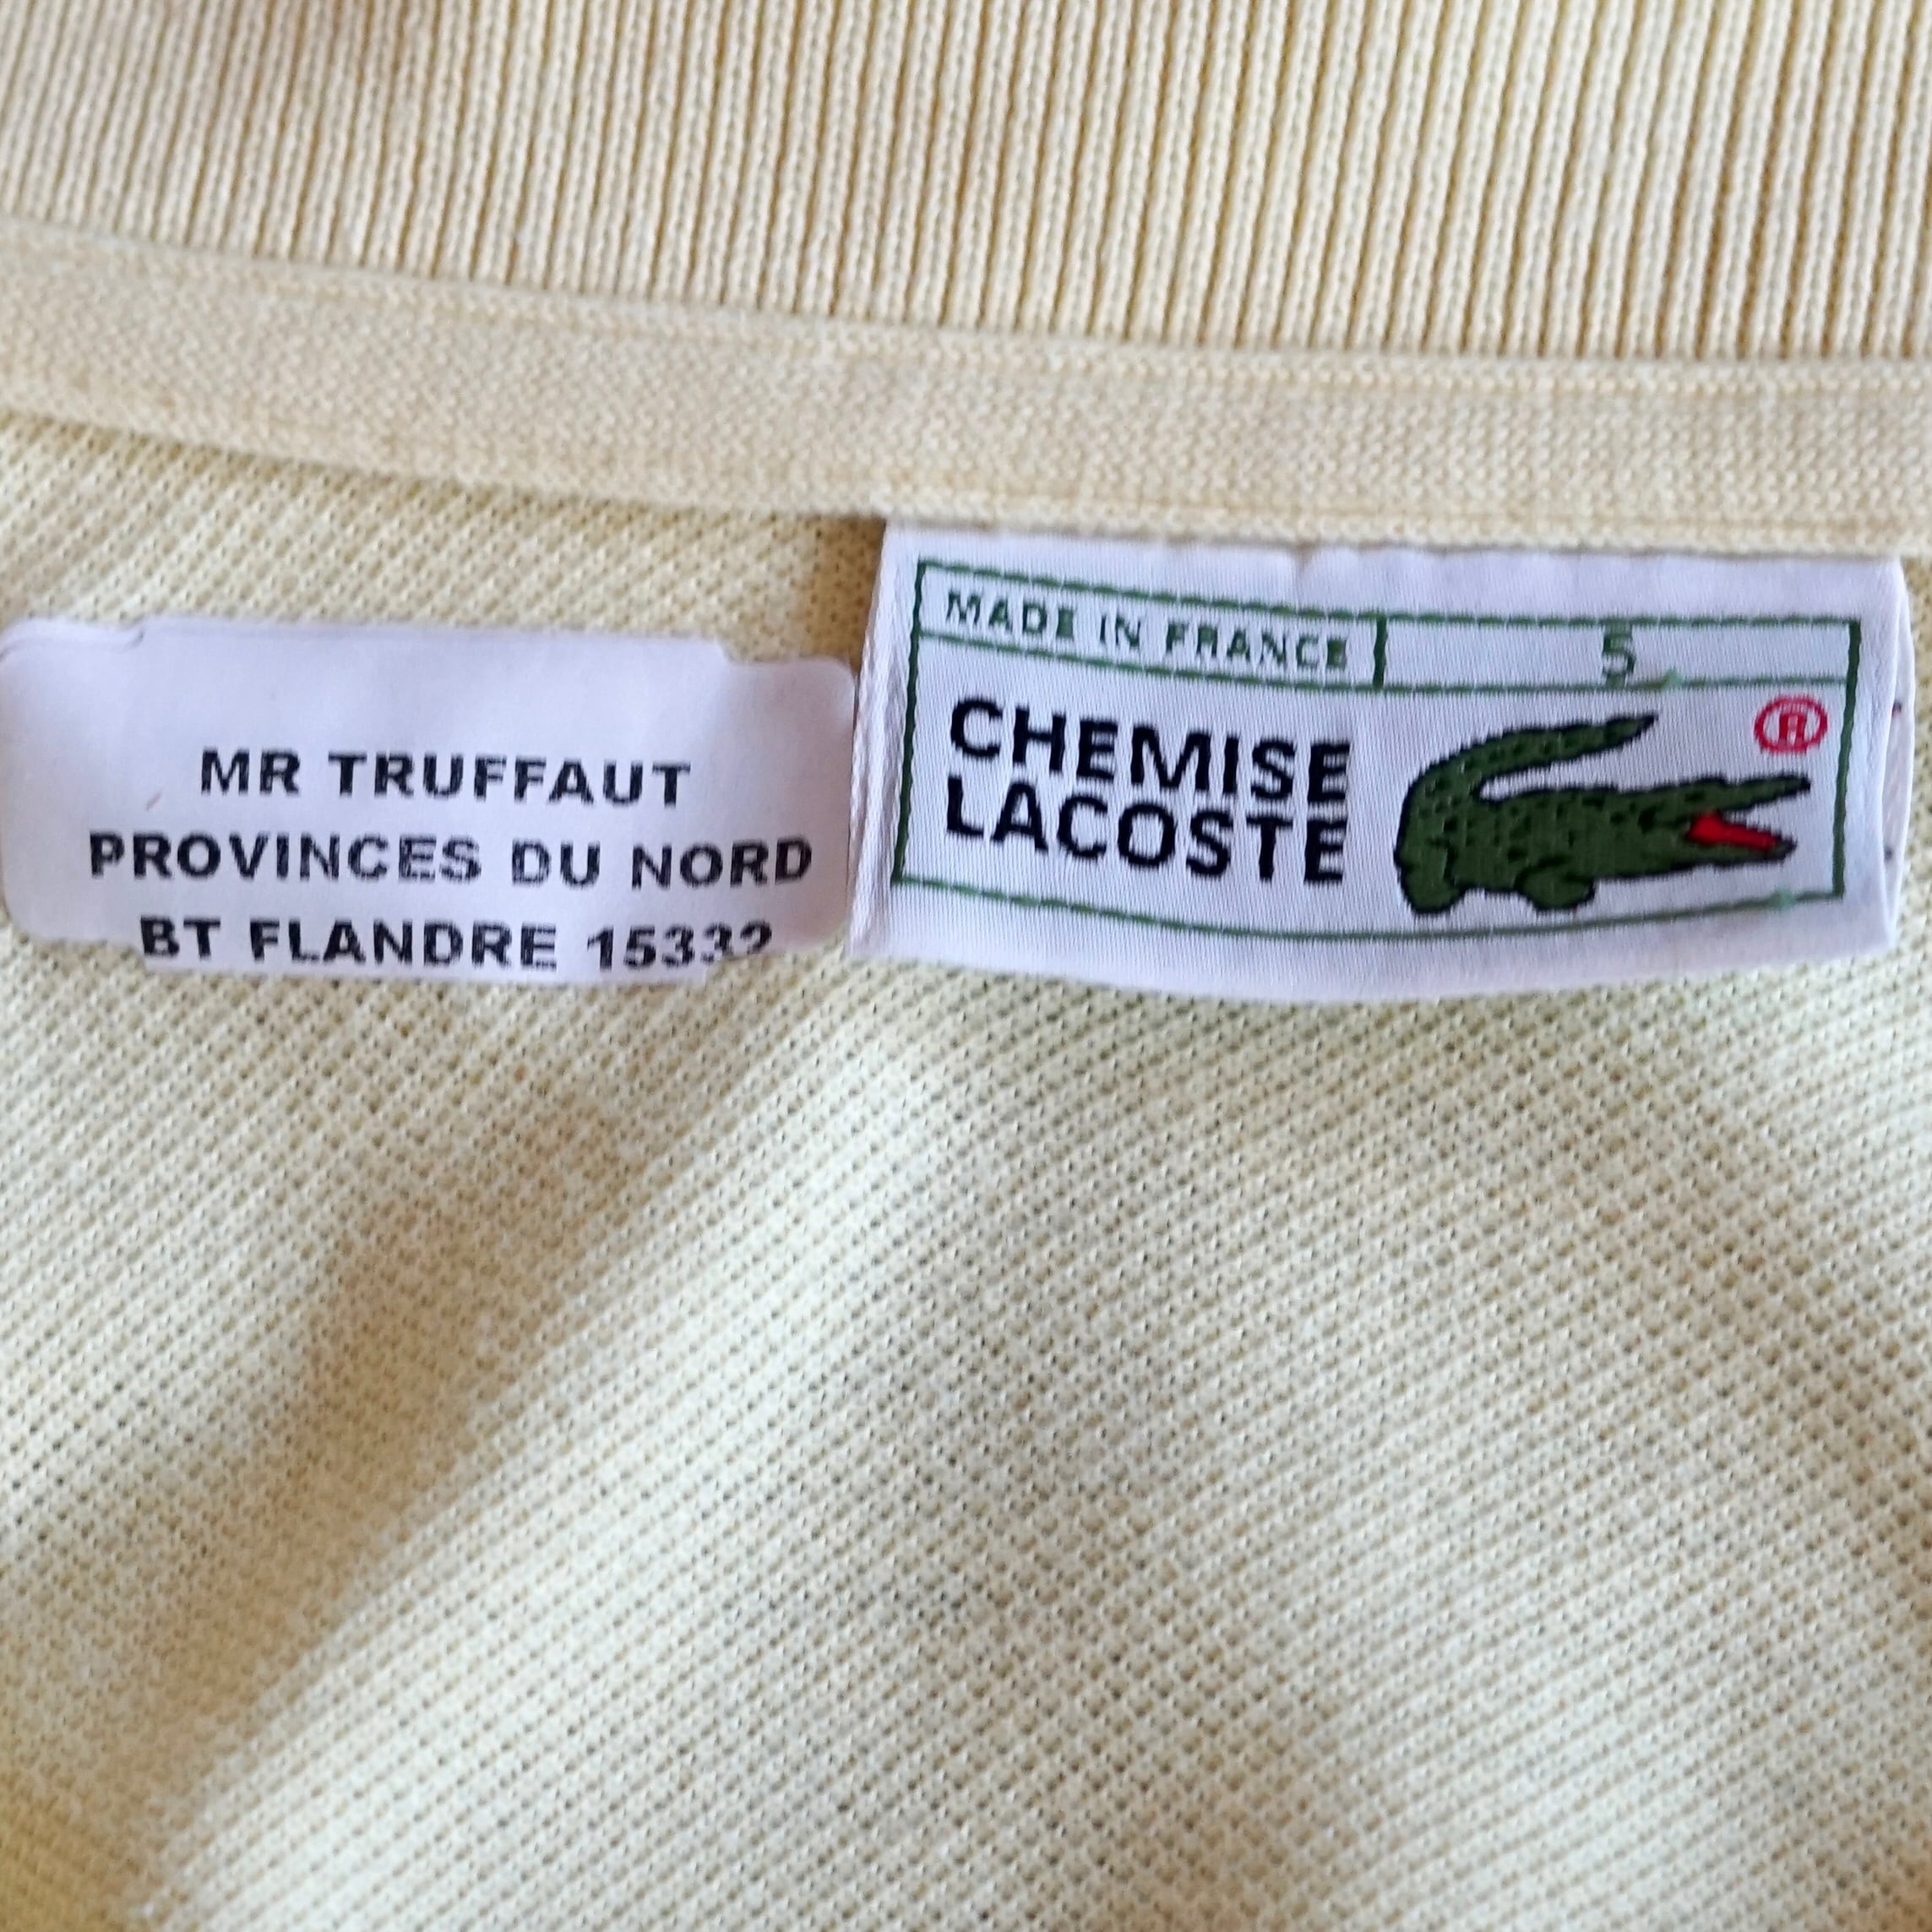 MR TRUFFAUT
PROVINCES DU NORD
BT FLANDRE 15332
MADE IN FRANCE 5
CHEMISE
LACOSTE
®